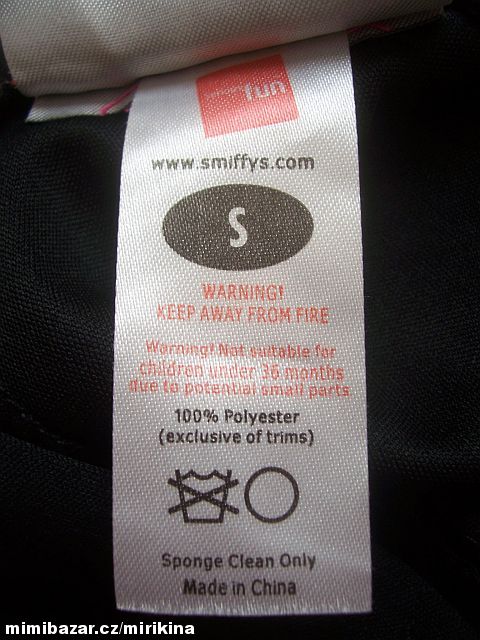 fun
www.smiffys.com
S
WARNING!
KEEP AWAY FROM FIRE
Warning! Not suitable for
children under 36 months
due to potential small parts
100% Polyester
(exclusive of trims)
Sponge Clean Only
Made in China
mimibazar.cz/mirikina